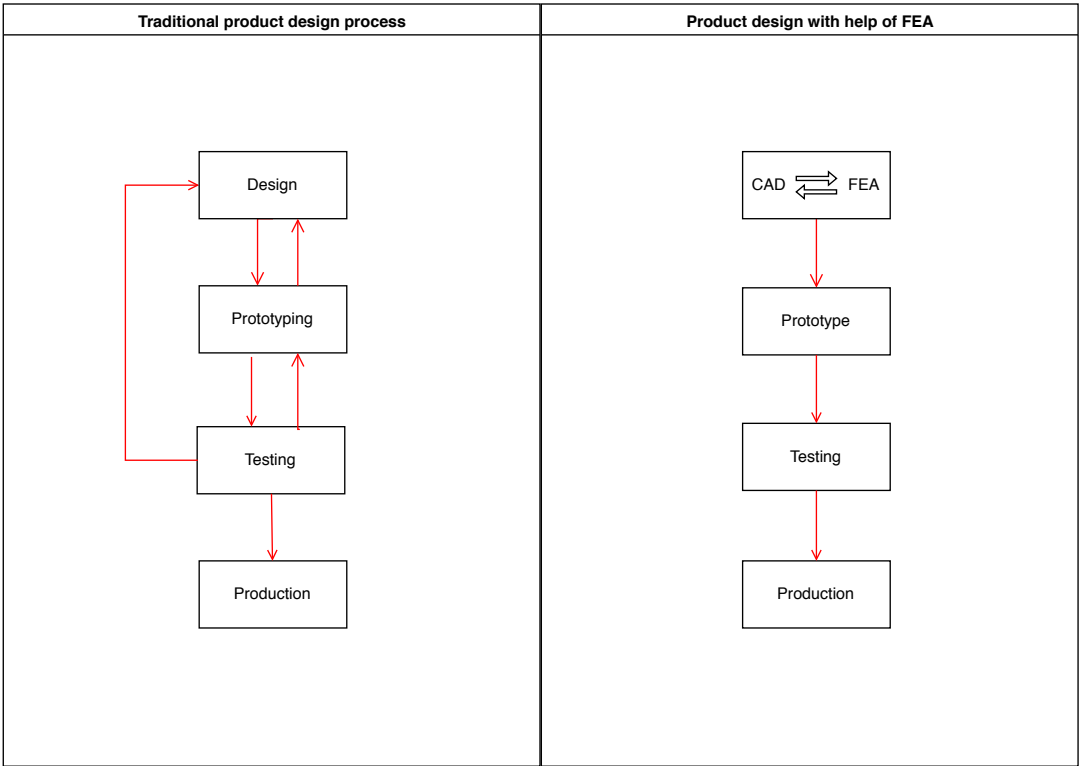 Traditional product design process
Design
Prototyping
Testing
Production
Product design with help of FEA
CAD FEA
Prototype
Testing
Production